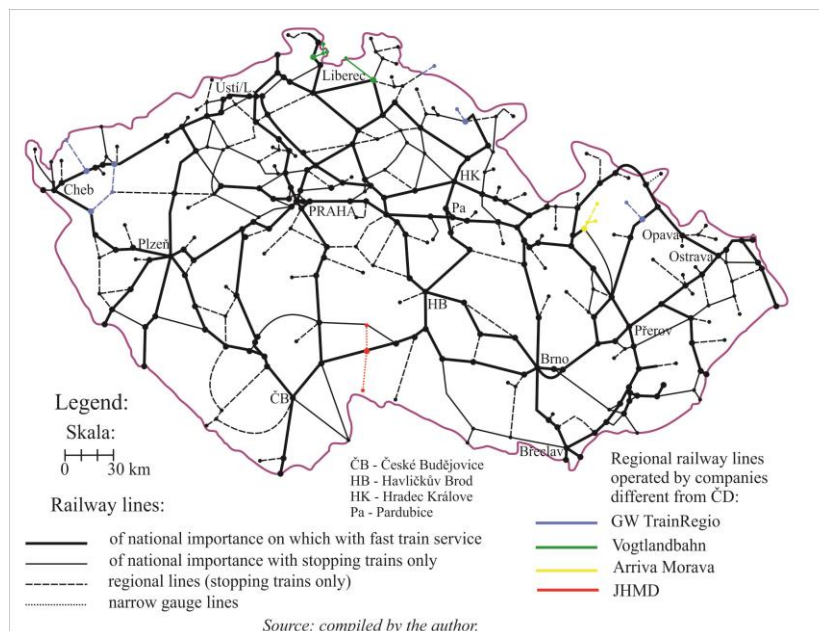 Liberec
Ustí/L
HK
Cheb
PRAHA
Pa
Plzeň
Opava
Ostrava
HB
Přerov
Brno
ČB
Břeclav
Legend:
Skala:
0 30 km
ČB - České Budějovice
HB - Havličkův Brod
HK - Hradec Králove
Pa - Pardubice
Railway lines:
of national importance on which with fast train service
of national importance with stopping trains only
regional lines (stopping trains only)
narrow gauge lines
Regional railway lines
operated by companies
different from ČD:
GW TrainRegio
Vogtlandbahn
Arriva Morava
JHMD
Source: compiled by the author.